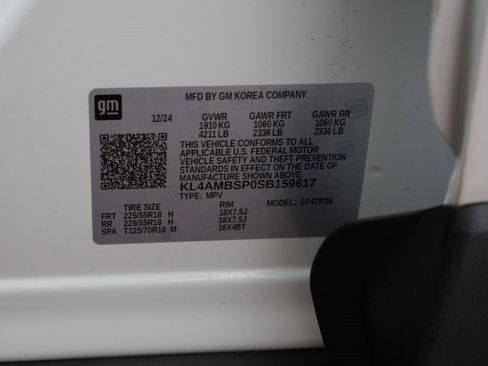 gm
MFD BY GM KOREA COMPANY
12/24 GVWR GAWR FRT GAWR RR
1910 KG 1060 KG 1060 KG
4211 LB 2336 LB 2336 LB
THIS VEHICLE CONFORMS TO ALL
APPLICABLE U.S. FEDERAL MOTOR
VEHICLE SAFETY AND THEFT PREVENTION
STANDARDS IN EFFECT ON THE DATE OF
MANUFACTURE SHOWN ABOVE.
KL4AMBSP0SB159617
TYPE: MPV MODEL: 074TR26
TIRE SIZE RIM
FRT 225/55R18 H 18X7.5J
RR 225/55R18 H 18X7.5J
SPA T125/70R16 M 16X4BT